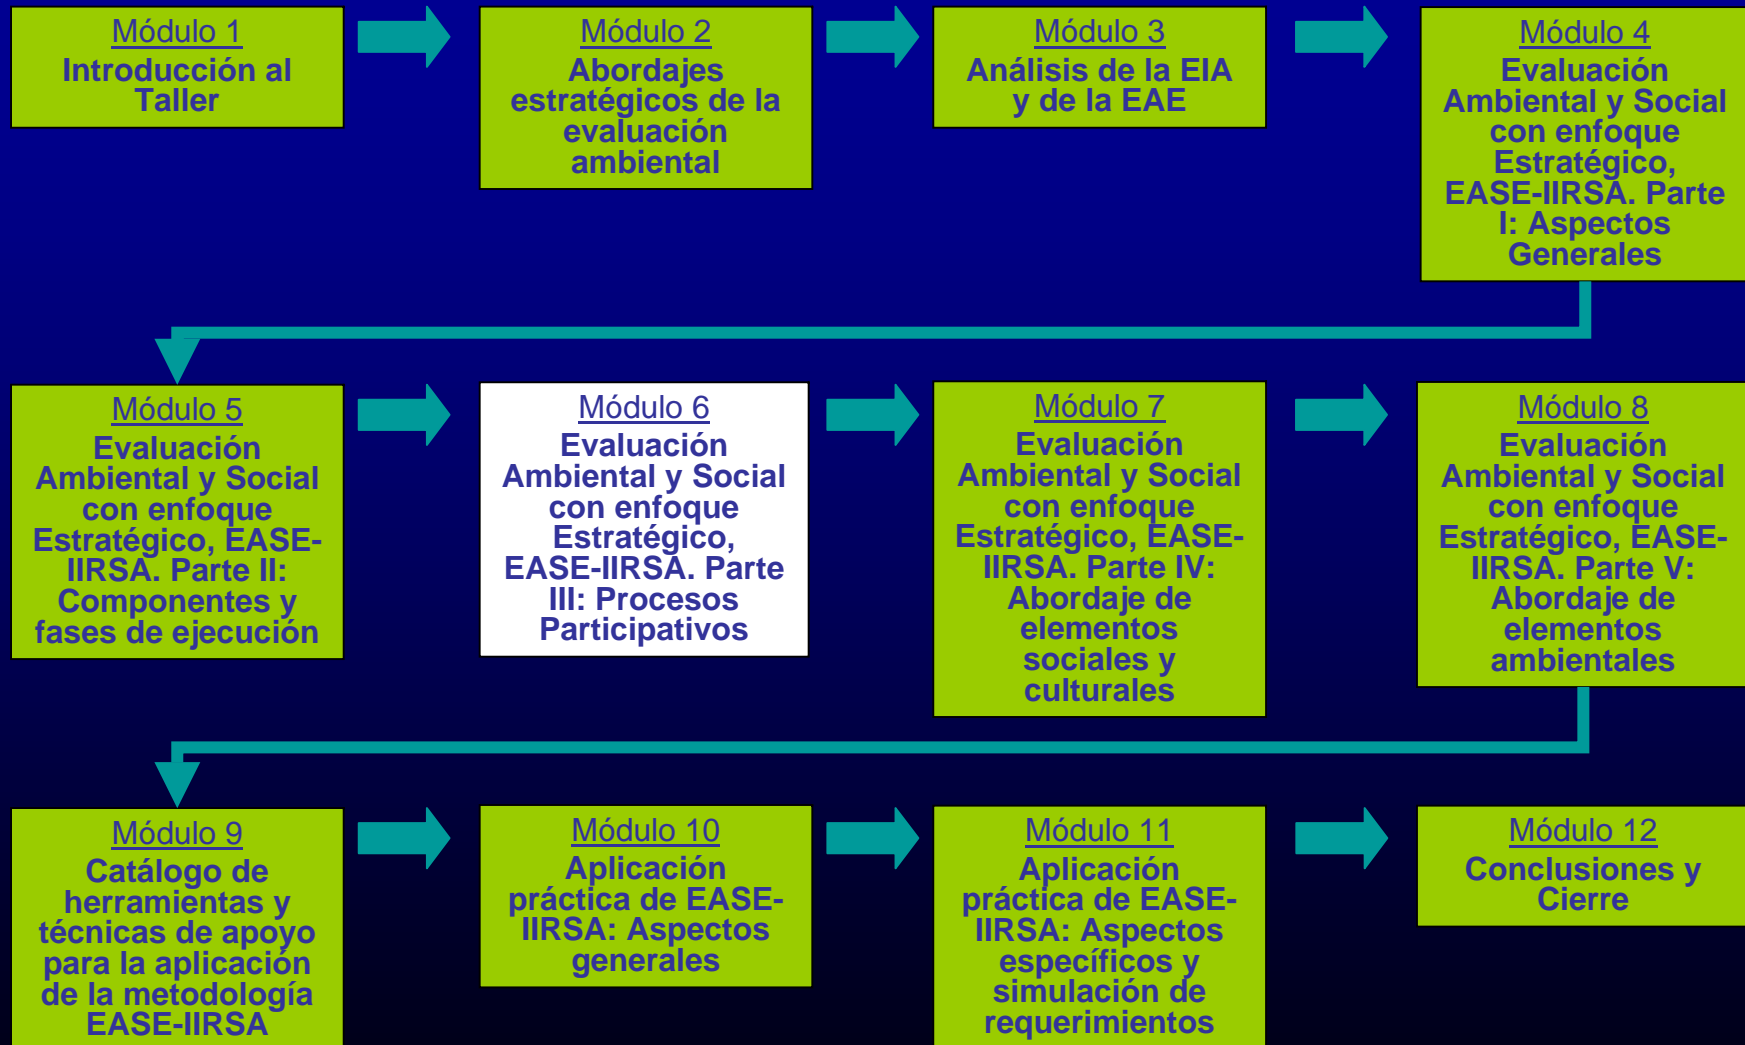 Módulo 1
Introducción al
Taller
Módulo 2
Abordajes
estratégicos de la
evaluación
ambiental
Módulo 3
Análisis de la EIA
y de la EAE
Módulo 4
Evaluación
Ambiental y Social
con enfoque
Estratégico,
EASE-IIRSA. Parte
I: Aspectos
Generales
Módulo 5
Evaluación
Ambiental y Social
con enfoque
Estratégico, EASE-
IIRSA. Parte II:
Componentes y
fases de ejecución
Módulo 6
Evaluación
Ambiental y Social
con enfoque
Estratégico,
EASE-IIRSA. Parte
III: Procesos
Participativos
Módulo 7
Evaluación
Ambiental y Social
con enfoque
Estratégico, EASE-
IIRSA. Parte IV:
Abordaje de
elementos
sociales y
culturales
Módulo 8
Evaluación
Ambiental y Social
con enfoque
Estratégico, EASE-
IIRSA. Parte V:
Abordaje de
elementos
ambientales
Módulo 9
Catálogo de
herramientas y
técnicas de apoyo
para la aplicación
de la metodología
EASE-IIRSA
Módulo 10
Aplicación
práctica de EASE-
IIRSA: Aspectos
generales
Módulo 11
Aplicación
práctica de EASE-
IIRSA: Aspectos
específicos y
simulación de
requerimientos
Módulo 12
Conclusiones y
Cierre